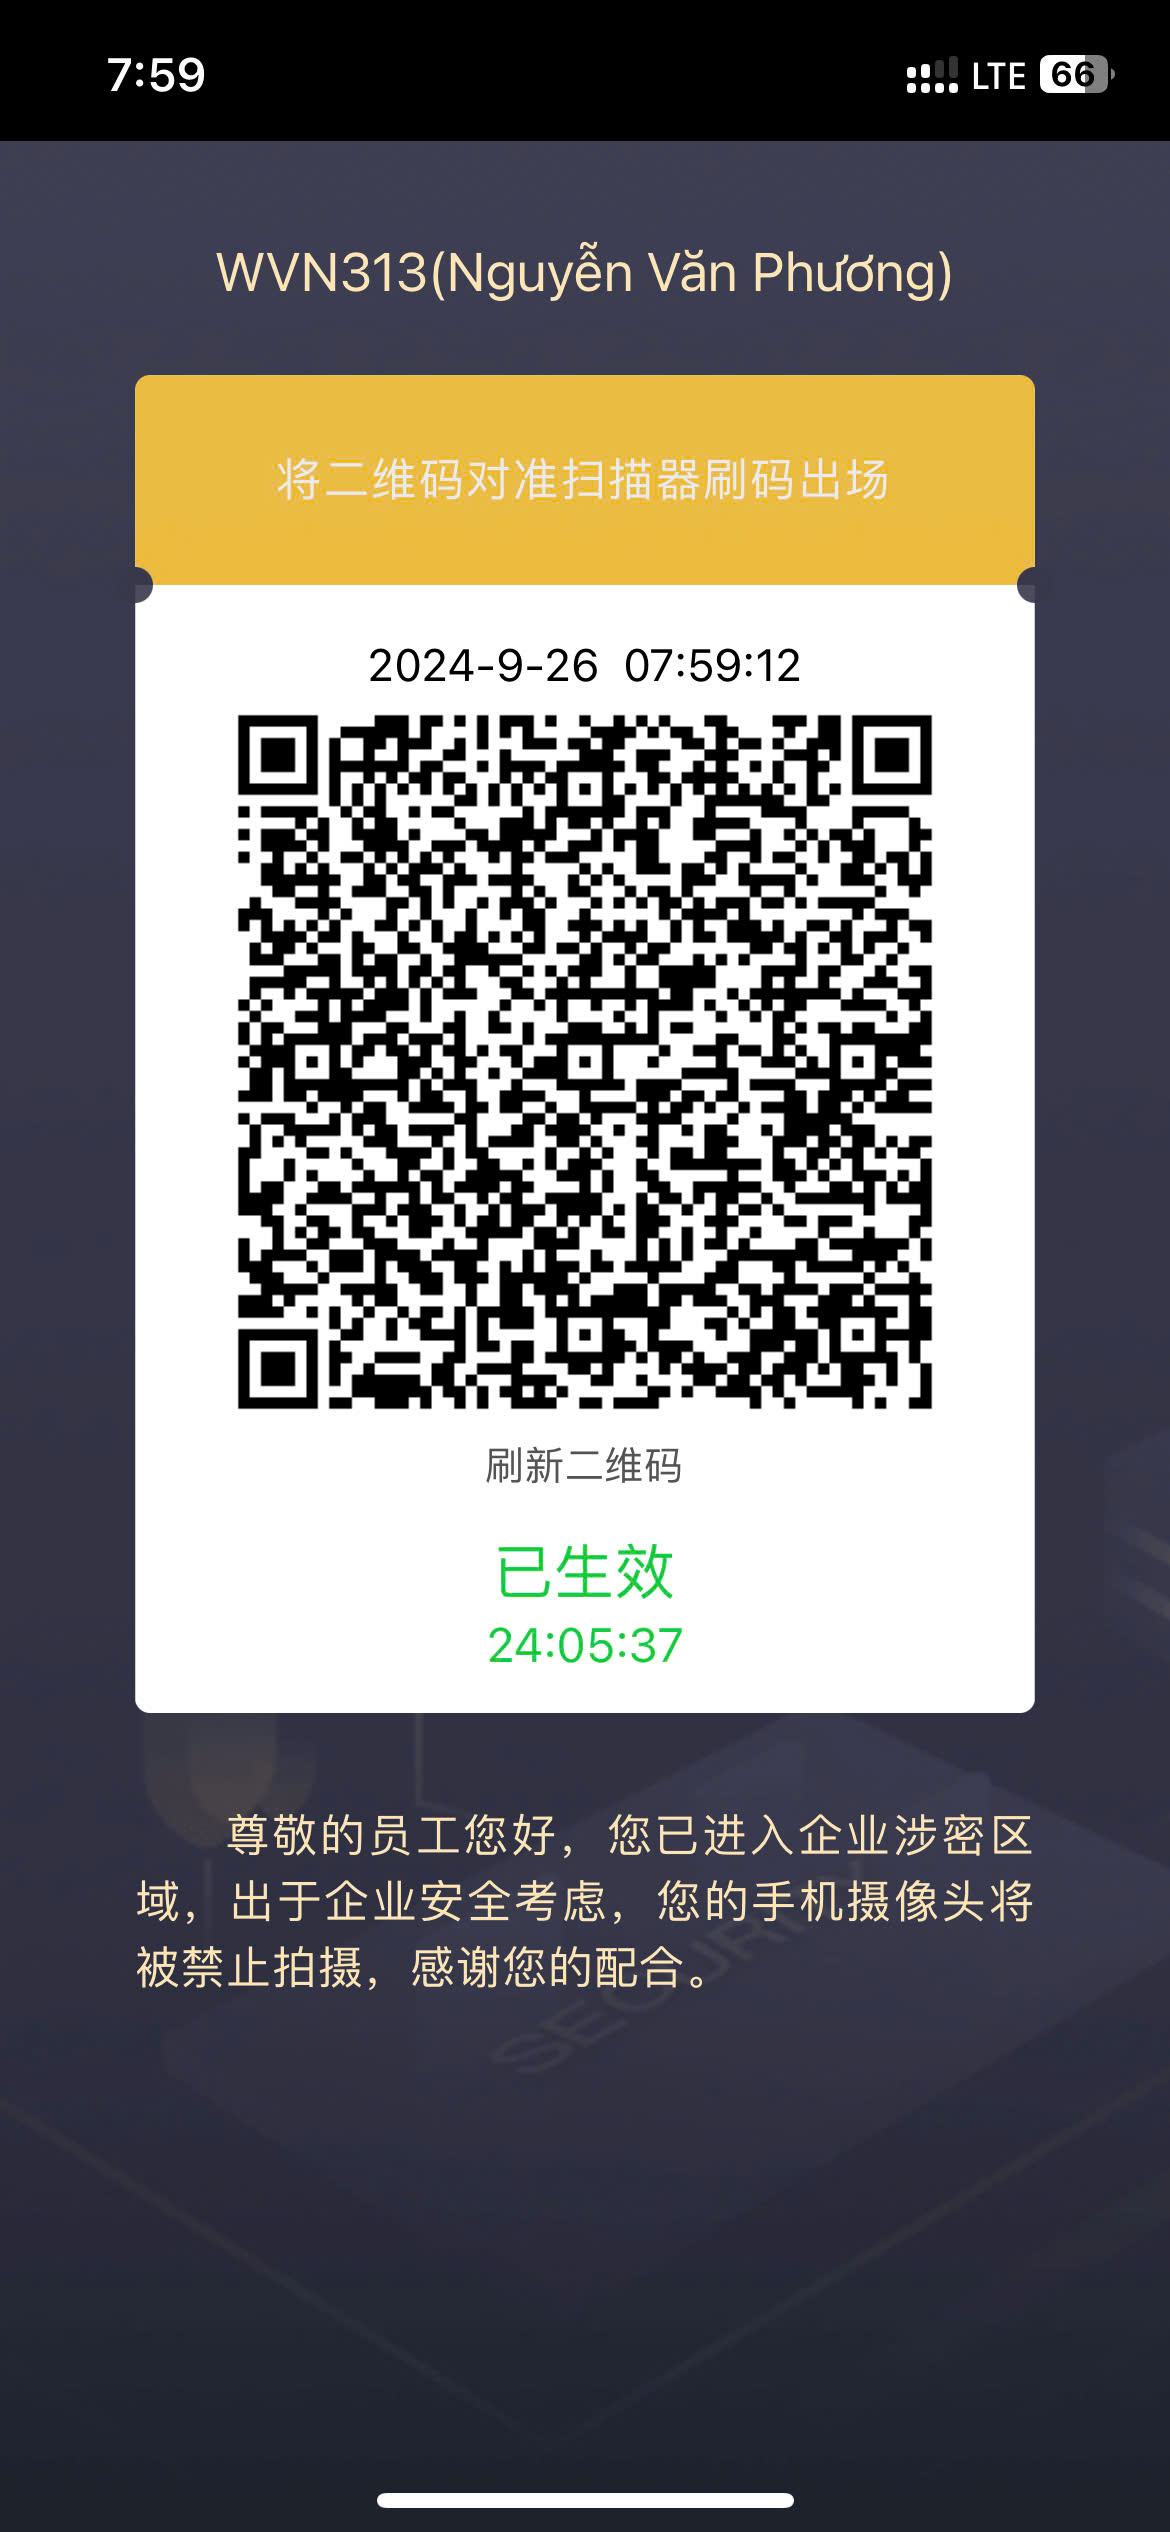 7:59
LTE 66
WVN313(Nguyễn Văn Phương)
将二维码对准扫描器刷码出场
2024-9-26 07:59:12
刷新二维码
已生效
24:05:37
尊敬的员工您好，您已进入企业涉密区
域，出于企业安全考虑，您的手机摄像头将
被禁止拍摄，感谢您的配合。
SECURITY